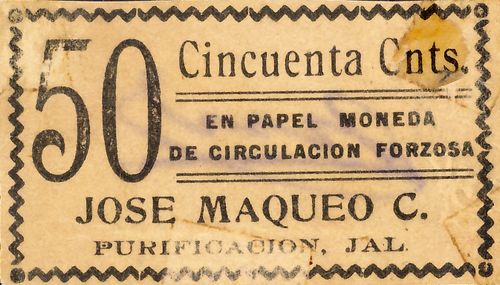 50
Cincuenta Cnts.
EN PAPEL MONEDA
DE CIRCULACION FORZOSA
JOSE MAQUEO C.
PURIFICACION, JAL.